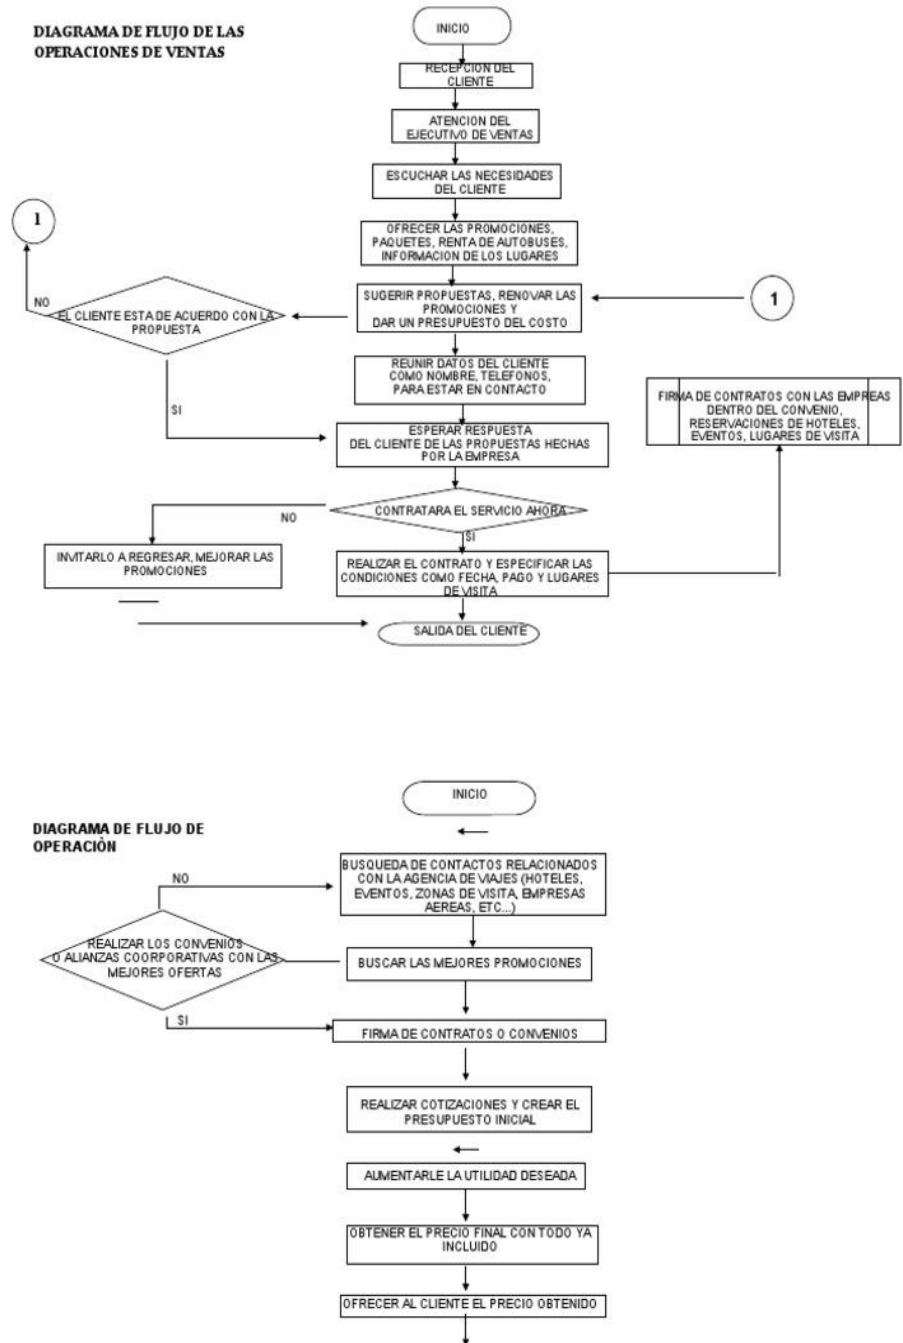 DIAGRAMA DE FLUJO DE LAS
OPERACIONES DE VENTAS
INICIO
RECEPCION DEL
CLIENTE
ATENCION DEL
EJECUTIVO DE VENTAS
ESCUCHAR LAS NECESIDADES
DEL CLIENTE
1
OFRECER LAS PROMOCIONES,
PAQUETES, RENTA DE AUTOBUSES,
INFORMACION DE LOS LUGARES
NO
EL CLIENTE ESTA DE ACUERDO CON LA
PROPUESTA
SUGERIR PROPUESTAS, RENOVAR LAS
PROMOCIONES Y
DAR UN PRESUPUESTO DEL COSTO
1
REUNIR DATOS DEL CLIENTE
COMO NOMBRE, TELEFONOS,
PARA ESTAR EN CONTACTO
SI
FIRMA DE CONTRATOS CON LAS EMPREAS
DENTRO DEL CONVENIO,
RESERVACIONES DE HOTELES,
EVENTOS, LUGARES DE VISITA
ESPERAR RESPUESTA
DEL CLIENTE DE LAS PROPUESTAS HECHAS
POR LA EMPRESA
CONTRATARA EL SERVICIO AHORA
NO
SI
INVITARLO A REGRESAR, MEJORAR LAS
PROMOCIONES
REALIZAR EL CONTRATO Y ESPECIFICAR LAS
CONDICIONES COMO FECHA, PAGO Y LUGARES
DE VISITA
SALIDA DEL CLIENTE
INICIO
DIAGRAMA DE FLUJO DE
OPERACIÒN
BUSQUEDA DE CONTACTOS RELACIONADOS
CON LA AGENCIA DE VIAJES (HOTELES,
EVENTOS, ZONAS DE VISITA, EMPRESAS
AEREAS, ETC...)
NO
REALIZAR LOS CONVENIOS
O ALIANZAS COORPORATIVAS CON LAS
MEJORES OFERTAS
BUSCAR LAS MEJORES PROMOCIONES
SI
FIRMA DE CONTRATOS O CONVENIOS
REALIZAR COTIZACIONES Y CREAR EL
PRESUPUESTO INICIAL
AUMENTARLE LA UTILIDAD DESEADA
OBTENER EL PRECIO FINAL CON TODO YA
INCLUIDO
OFRECER AL CLIENTE EL PRECIO OBTENIDO